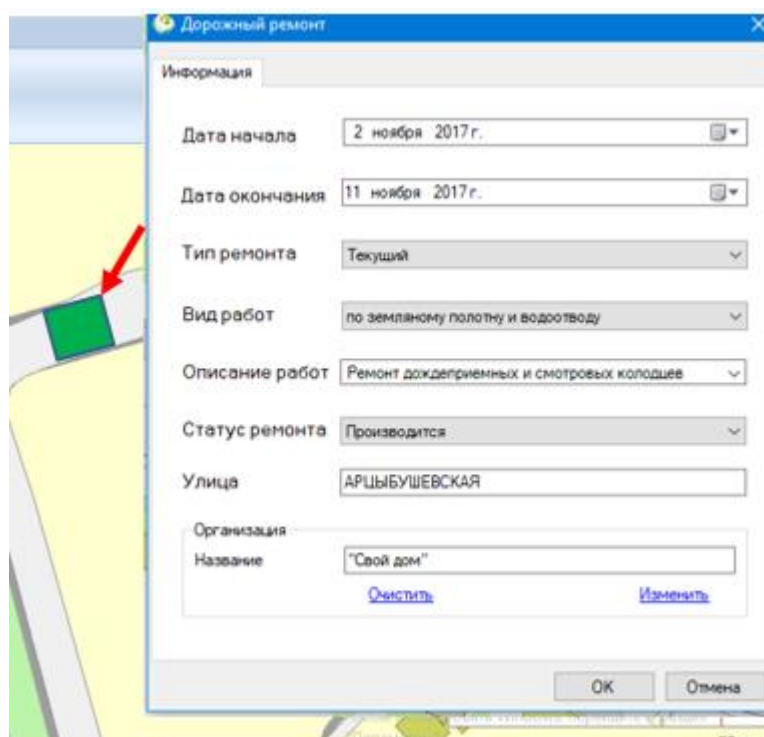 Дорожный ремонт
Информация
Дата начала 2 ноября 2017 г.
Дата окончания 11 ноября 2017 г.
Тип ремонта Текущий
Вид работ по земляному полотну и водоотводу
Описание работ Ремонт дождеприемных и смотровых колодцев
Статус ремонта Производится
Улица АРЦЫБУШЕВСКАЯ
Организация
Название "Свой дом"
Очистить Изменить
OK Отмена